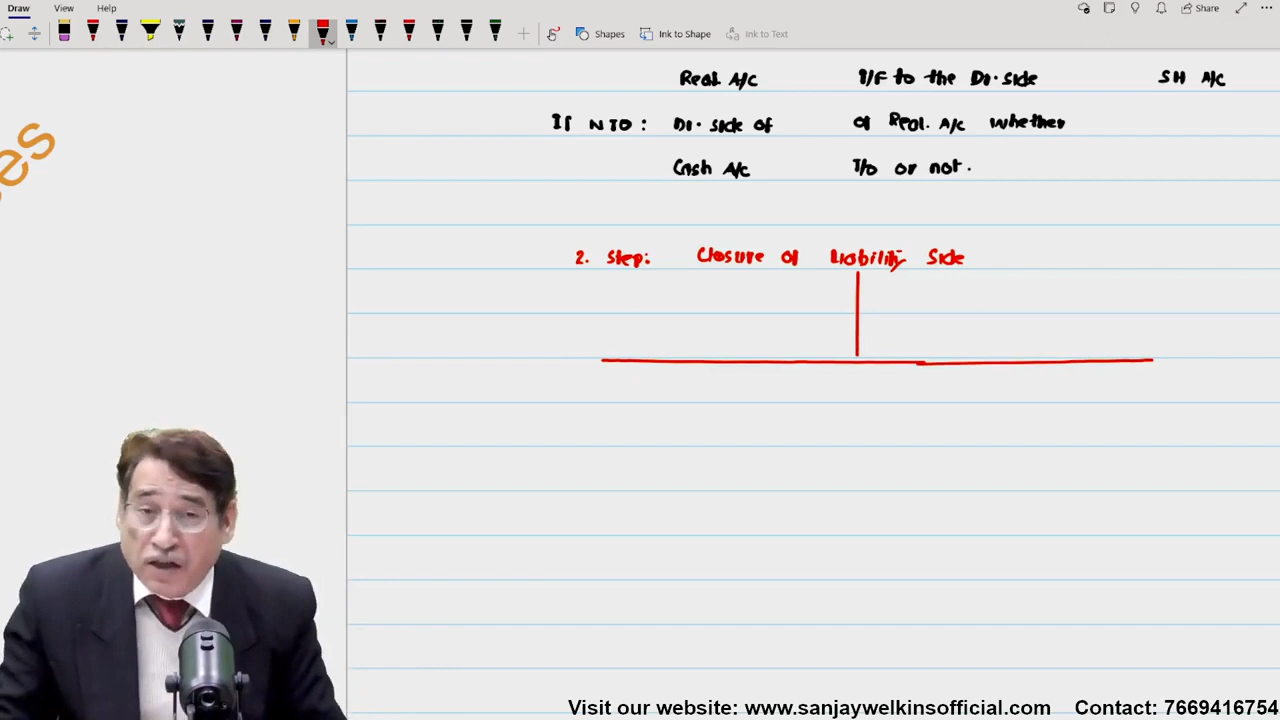 Draw View Help Share
Shapes Ink to Shape Ink to Text
Real. A/c T/F to the Dr. side SH A/c
If NTO: Dr. side of of Real. A/c whether
Cash A/c T/o or not.
2. Step: Closure of Liability Side
Visit our website: www.sanjaywelkinsofficial.com Contact: 7669416754